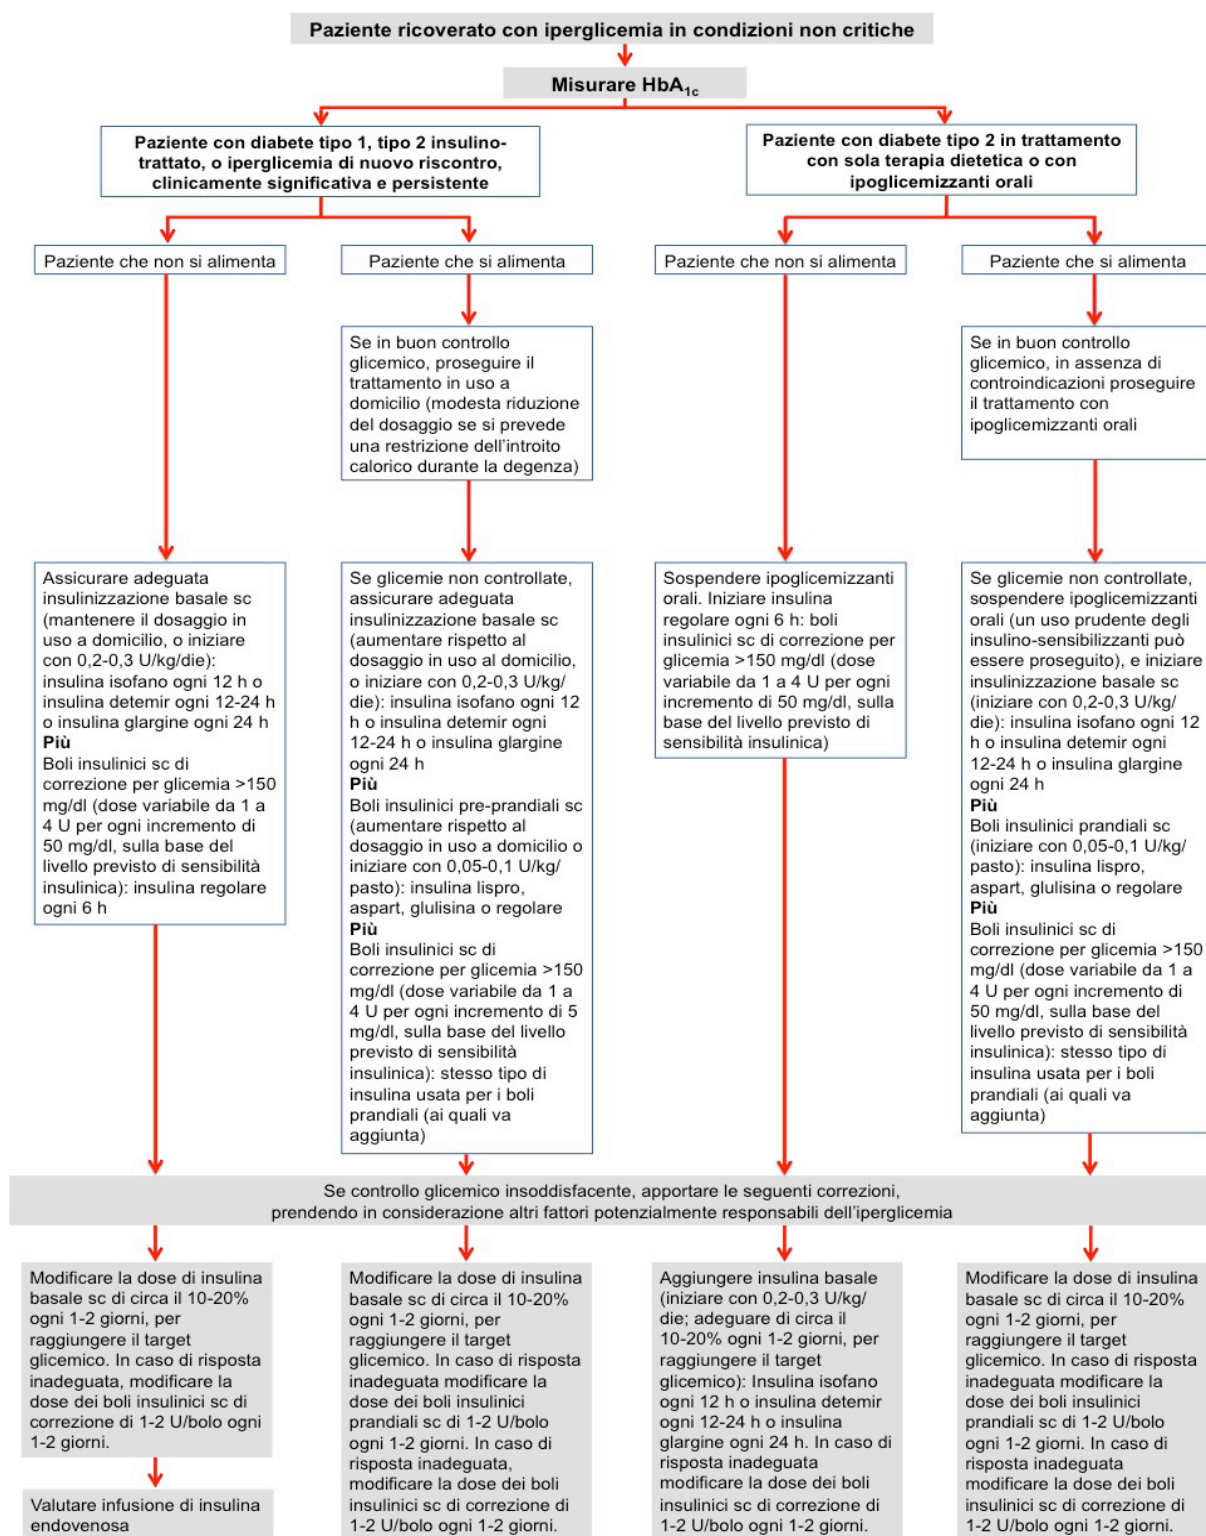 Paziente ricoverato con iperglicemia in condizioni non critiche
Misurare HbA1c
Paziente con diabete tipo 1, tipo 2 insulino-
trattato, o iperglicemia di nuovo riscontro,
clinicamente significativa e persistente
Paziente con diabete tipo 2 in trattamento
con sola terapia dietetica o con
ipoglicemizzanti orali
Paziente che non si alimenta
Paziente che si alimenta
Paziente che non si alimenta
Paziente che si alimenta
Se in buon controllo
glicemico, proseguire il
trattamento in uso a
domicilio (modesta riduzione
del dosaggio se si prevede
una restrizione dell'introito
calorico durante la degenza)
Se in buon controllo
glicemico, in assenza di
controindicazioni proseguire
il trattamento con
ipoglicemizzanti orali
Assicurare adeguata
insulinizzazione basale sc
(mantenere il dosaggio in
uso a domicilio, o iniziare
con 0,2-0,3 U/kg/die):
insulina isofano ogni 12 h o
insulina detemir ogni 12-24 h
o insulina glargine ogni 24 h
Più
Boli insulinici sc di
correzione per glicemia >150
mg/dl (dose variabile da 1 a
4 U per ogni incremento di
50 mg/dl, sulla base del
livello previsto di sensibilità
insulinica): insulina regolare
ogni 6 h
Se glicemie non controllate,
assicurare adeguata
insulinizzazione basale sc
(aumentare rispetto al
dosaggio in uso al domicilio,
o iniziare con 0,2-0,3 U/kg/
die): insulina isofano ogni 12
h o insulina detemir ogni
12-24 h o insulina glargine
ogni 24 h
Più
Boli insulinici pre-prandiali sc
(aumentare rispetto al
dosaggio in uso a domicilio o
iniziare con 0,05-0,1 U/kg/
pasto): insulina lispro,
aspart, glulisina o regolare
Più
Boli insulinici sc di
correzione per glicemia >150
mg/dl (dose variabile da 1 a
4 U per ogni incremento di 5
mg/dl, sulla base del livello
previsto di sensibilità
insulinica): stesso tipo di
insulina usata per i boli
prandiali (ai quali va
aggiunta)
Sospendere ipoglicemizzanti
orali. Iniziare insulina
regolare ogni 6 h: boli
insulinici sc di correzione per
glicemia >150 mg/dl (dose
variabile da 1 a 4 U per ogni
incremento di 50 mg/dl, sulla
base del livello previsto di
sensibilità insulinica)
Se glicemie non controllate,
sospendere ipoglicemizzanti
orali (un uso prudente degli
insulino-sensibilizzanti può
essere proseguito), e iniziare
insulinizzazione basale sc
(iniziare con 0,2-0,3 U/kg/
die): insulina isofano ogni 12
h o insulina detemir ogni
12-24 h o insulina glargine
ogni 24 h
Più
Boli insulinici prandiali sc
(iniziare con 0,05-0,1 U/kg/
pasto): insulina lispro,
aspart, glulisina o regolare
Più
Boli insulinici sc di
correzione per glicemia >150
mg/dl (dose variabile da 1 a
4 U per ogni incremento di
50 mg/dl, sulla base del
livello previsto di sensibilità
insulinica): stesso tipo di
insulina usata per i boli
prandiali (ai quali va
aggiunta)
Se controllo glicemico insoddisfacente, apportare le seguenti correzioni,
prendendo in considerazione altri fattori potenzialmente responsabili dell'iperglicemia
Modificare la dose di insulina
basale sc di circa il 10-20%
ogni 1-2 giorni, per
raggiungere il target
glicemico. In caso di risposta
inadeguata, modificare la
dose dei boli insulinici sc di
correzione di 1-2 U/bolo ogni
1-2 giorni.
Valutare infusione di insulina
endovenosa
Modificare la dose di insulina
basale sc di circa il 10-20%
ogni 1-2 giorni, per
raggiungere il target
glicemico. In caso di risposta
inadeguata modificare la
dose dei boli insulinici
prandiali sc di 1-2 U/bolo
ogni 1-2 giorni. In caso di
risposta inadeguata,
modificare la dose dei boli
insulinici sc di correzione di
1-2 U/bolo ogni 1-2 giorni.
Aggiungere insulina basale
(iniziare con 0,2-0,3 U/kg/
die; adeguare di circa il
10-20% ogni 1-2 giorni, per
raggiungere il target
glicemico): Insulina isofano
ogni 12 h o insulina detemir
ogni 12-24 h o insulina
glargine ogni 24 h. In caso di
risposta inadeguata
modificare la dose dei boli
insulinici sc di correzione di
1-2 U/bolo ogni 1-2 giorni.
Modificare la dose di insulina
basale sc di circa il 10-20%
ogni 1-2 giorni, per
raggiungere il target
glicemico. In caso di risposta
inadeguata modificare la
dose dei boli insulinici
prandiali sc di 1-2 U/bolo
ogni 1-2 giorni. In caso di
risposta inadeguata
modificare la dose dei boli
insulinici sc di correzione di
1-2 U/bolo ogni 1-2 giorni.